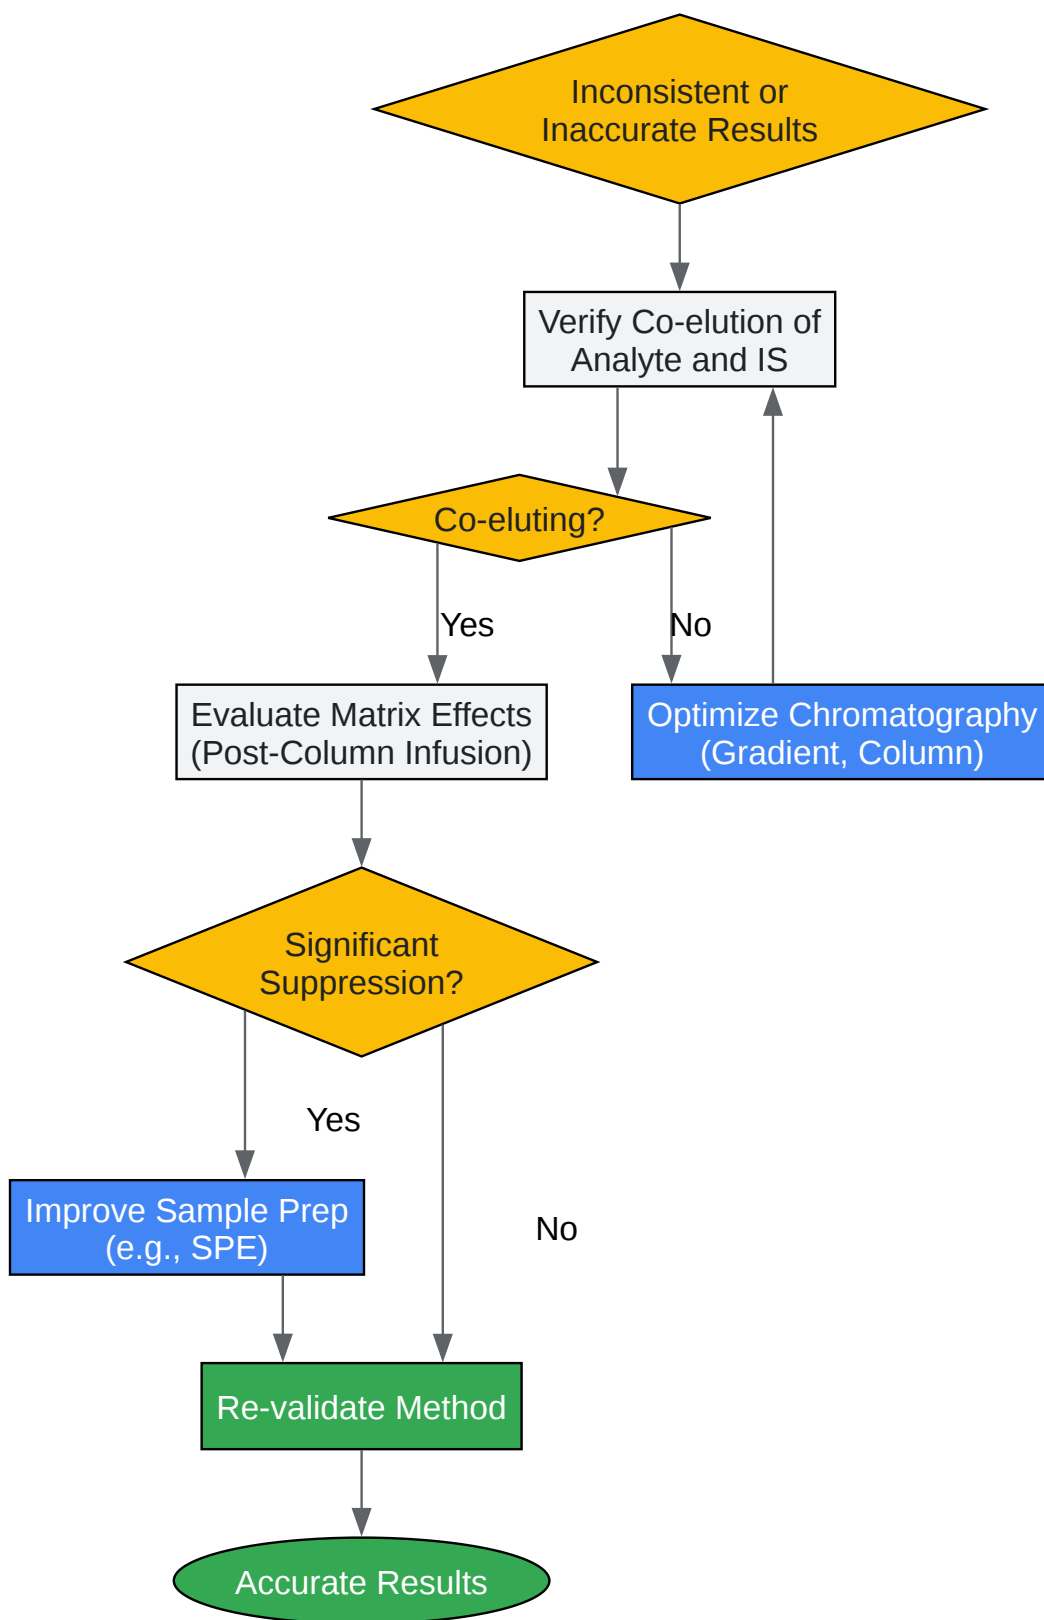 Inconsistent or
Inaccurate Results
Verify Co-elution of
Analyte and IS
Co-eluting?
Yes
No
Evaluate Matrix Effects
(Post-Column Infusion)
Optimize Chromatography
(Gradient, Column)
Significant
Suppression?
Yes
Improve Sample Prep
(e.g., SPE)
No
Re-validate Method
Accurate Results